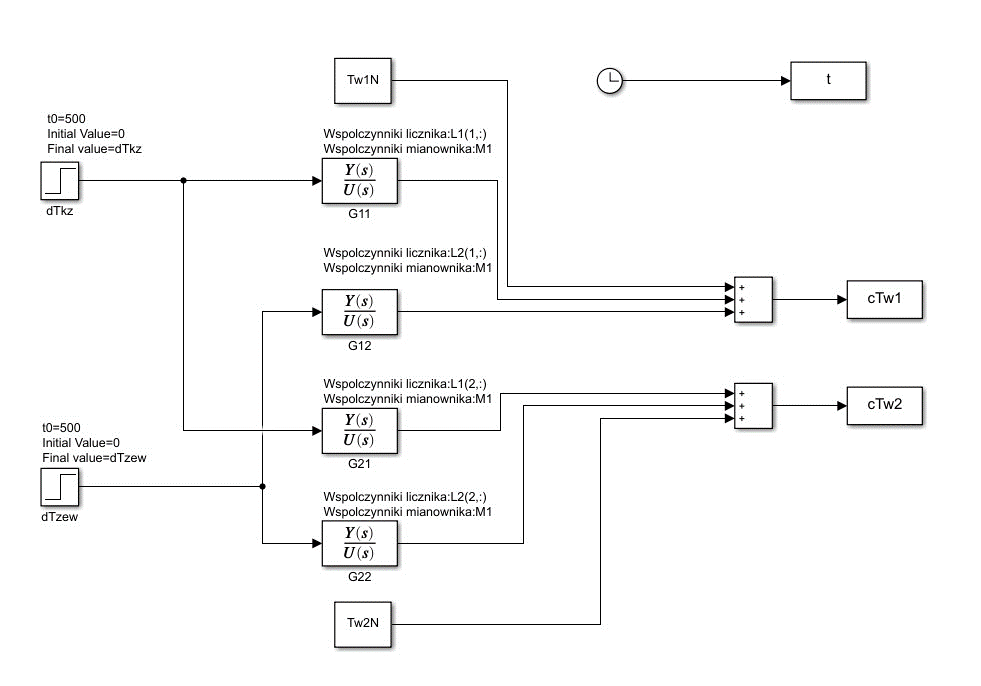 Tw1N
t
t0=500
Initial Value=0
Final value=dTkz
dTkz
Wspolczynniki licznika:L1(1,:)
Wspolczynniki mianownika:M1
Y(s)
U(s)
G11
Wspolczynniki licznika:L2(1,:)
Wspolczynniki mianownika:M1
Y(s)
U(s)
G12
+
+
+
cTw1
Wspolczynniki licznika:L1(2,:)
Wspolczynniki mianownika:M1
Y(s)
U(s)
G21
+
+
+
cTw2
t0=500
Initial Value=0
Final value=dTzew
dTzew
Wspolczynniki licznika:L2(2,:)
Wspolczynniki mianownika:M1
Y(s)
U(s)
G22
Tw2N